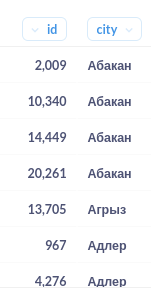 id city
2,009 Абакан
10,340 Абакан
14,449 Абакан
20,261 Абакан
13,705 Агрыз
967 Адлер
4,276 Адлер